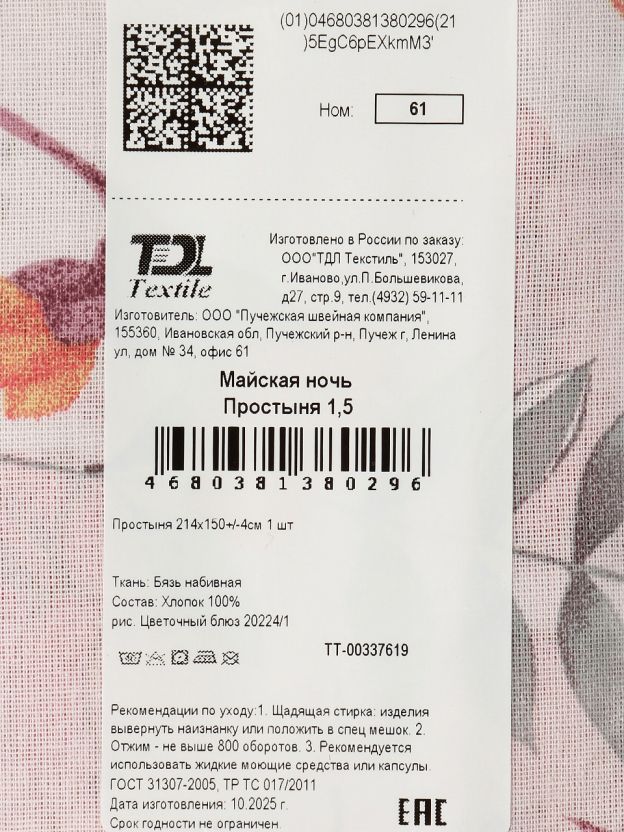 (01)04680381380296(21
)5EgC6pEXkmM3'
Ном: 61
TDL
Textile
Изготовлено в России по заказу:
ООО"ТДЛ Текстиль", 153027,
г.Иваново,ул.П.Большевикова,
д27, стр.9, тел.(4932) 59-11-11
Изготовитель: ООО "Пучежская швейная компания",
155360, Ивановская обл, Пучежский р-н, Пучеж г, Ленина
ул, дом № 34, офис 61
Майская ночь
Простыня 1,5
4680381380296
Простыня 214х150+/-4см 1 шт
Ткань: Бязь набивная
Состав: Хлопок 100%
рис. Цветочный блюз 20224/1
ТТ-00337619
Рекомендации по уходу:1. Щадящая стирка: изделия
вывернуть наизнанку или положить в спец мешок. 2.
Отжим - не выше 800 оборотов. 3. Рекомендуется
использовать жидкие моющие средства или капсулы.
ГОСТ 31307-2005, ТР ТС 017/2011
Дата изготовления: 10.2025 г.
Срок годности не ограничен.
EAC